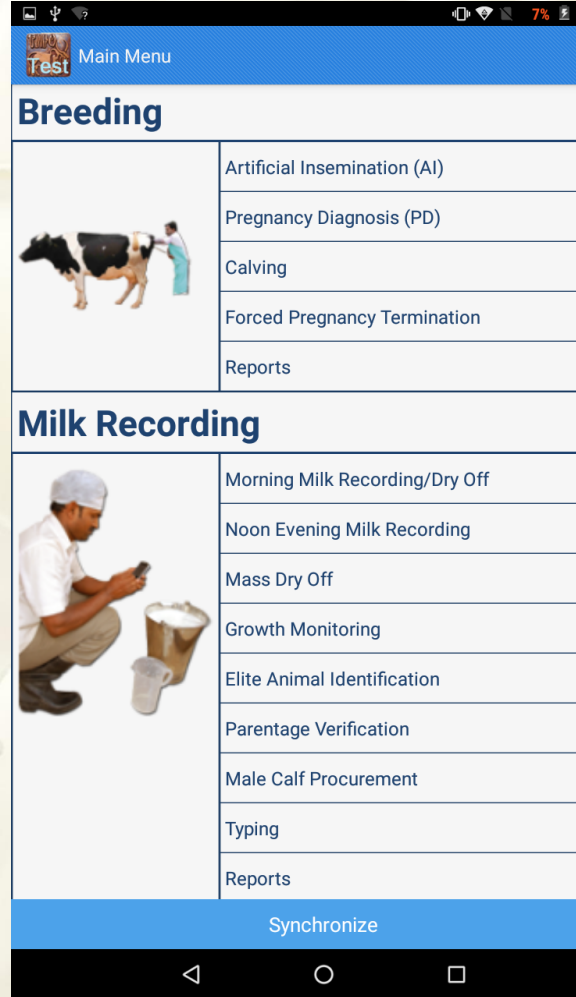 7%
Test
Main Menu
Breeding
Artificial Insemination (AI)
Pregnancy Diagnosis (PD)
Calving
Forced Pregnancy Termination
Reports
Milk Recording
Morning Milk Recording/Dry Off
Noon Evening Milk Recording
Mass Dry Off
Growth Monitoring
Elite Animal Identification
Parentage Verification
Male Calf Procurement
Typing
Reports
Synchronize